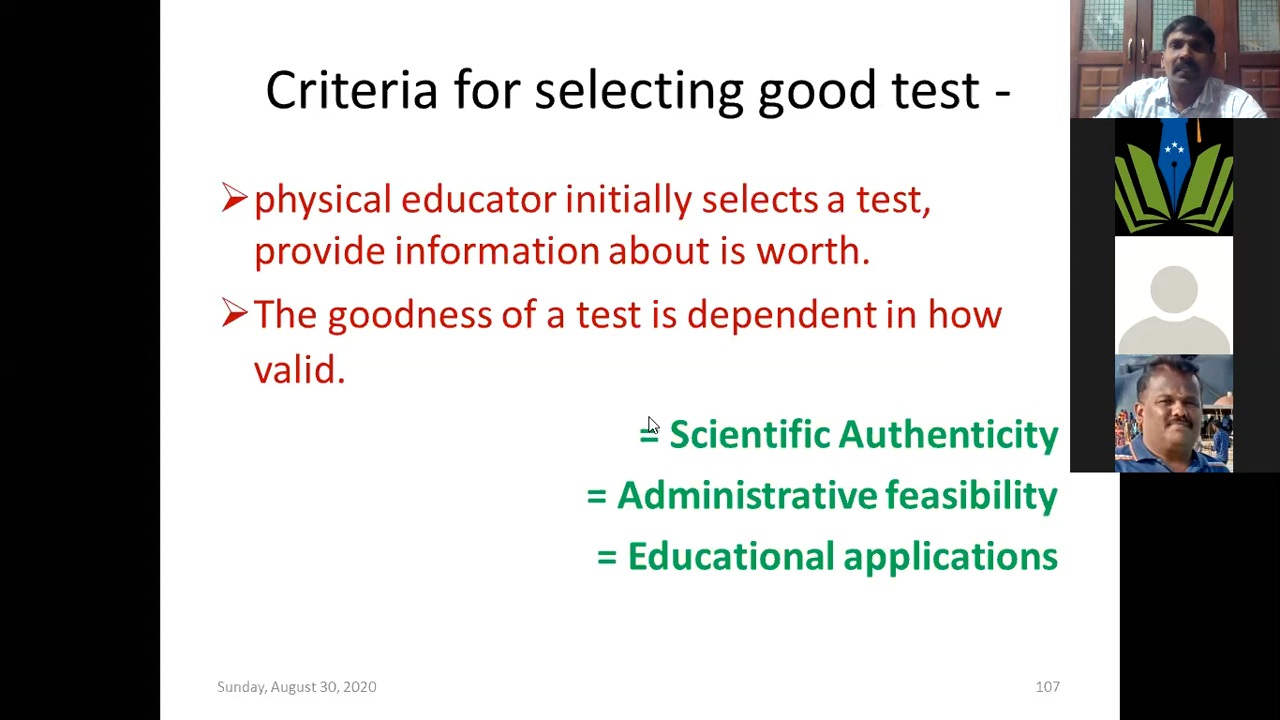 Criteria for selecting good test -
physical educator initially selects a test,
provide information about is worth.
The goodness of a test is dependent in how
valid.
= Scientific Authenticity
= Administrative feasibility
= Educational applications
Sunday, August 30, 2020
107